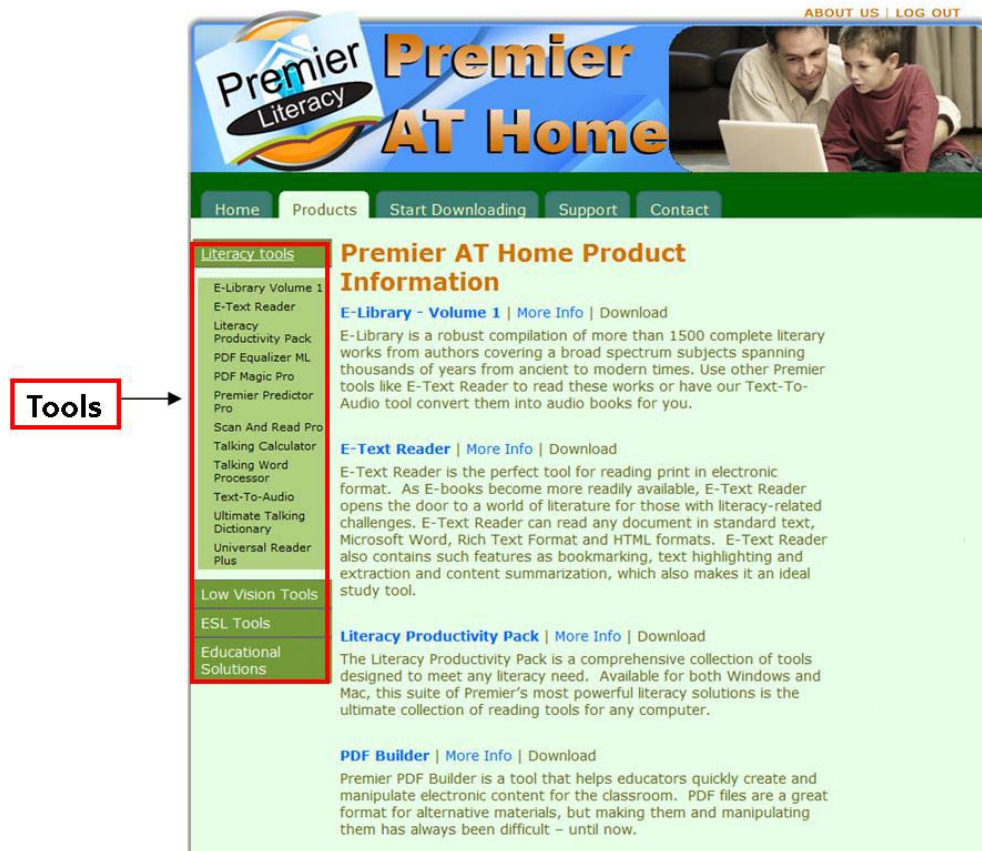 ABOUT US | LOG OUT
Premier
Literacy
Premier
AT Home
Home
Products
Start Downloading
Support
Contact
Tools
Literacy tools
E-Library Volume 1
E-Text Reader
Literacy
Productivity Pack
PDF Equalizer ML
PDF Magic Pro
Premier Predictor
Pro
Scan And Read Pro
Talking Calculator
Talking Word
Processor
Text-To-Audio
Ultimate Talking
Dictionary
Universal Reader
Plus
Low Vision Tools
ESL Tools
Educational
Solutions
Premier AT Home Product
Information
E-Library - Volume 1 | More Info | Download
E-Library is a robust compilation of more than 1500 complete literary
works from authors covering a broad spectrum subjects spanning
thousands of years from ancient to modern times. Use other Premier
tools like E-Text Reader to read these works or have our Text-To-
Audio tool convert them into audio books for you.
E-Text Reader | More Info | Download
E-Text Reader is the perfect tool for reading print in electronic
format. As E-books become more readily available, E-Text Reader
opens the door to a world of literature for those with literacy-related
challenges. E-Text Reader can read any document in standard text,
Microsoft Word, Rich Text Format and HTML formats. E-Text Reader
also contains such features as bookmarking, text highlighting and
extraction and content summarization, which also makes it an ideal
study tool.
Literacy Productivity Pack | More Info | Download
The Literacy Productivity Pack is a comprehensive collection of tools
designed to meet any literacy need. Available for both Windows and
Mac, this suite of Premier's most powerful literacy solutions is the
ultimate collection of reading tools for any computer.
PDF Builder | More Info | Download
Premier PDF Builder is a tool that helps educators quickly create and
manipulate electronic content for the classroom. PDF files are a great
format for alternative materials, but making them and manipulating
them has always been difficult – until now.